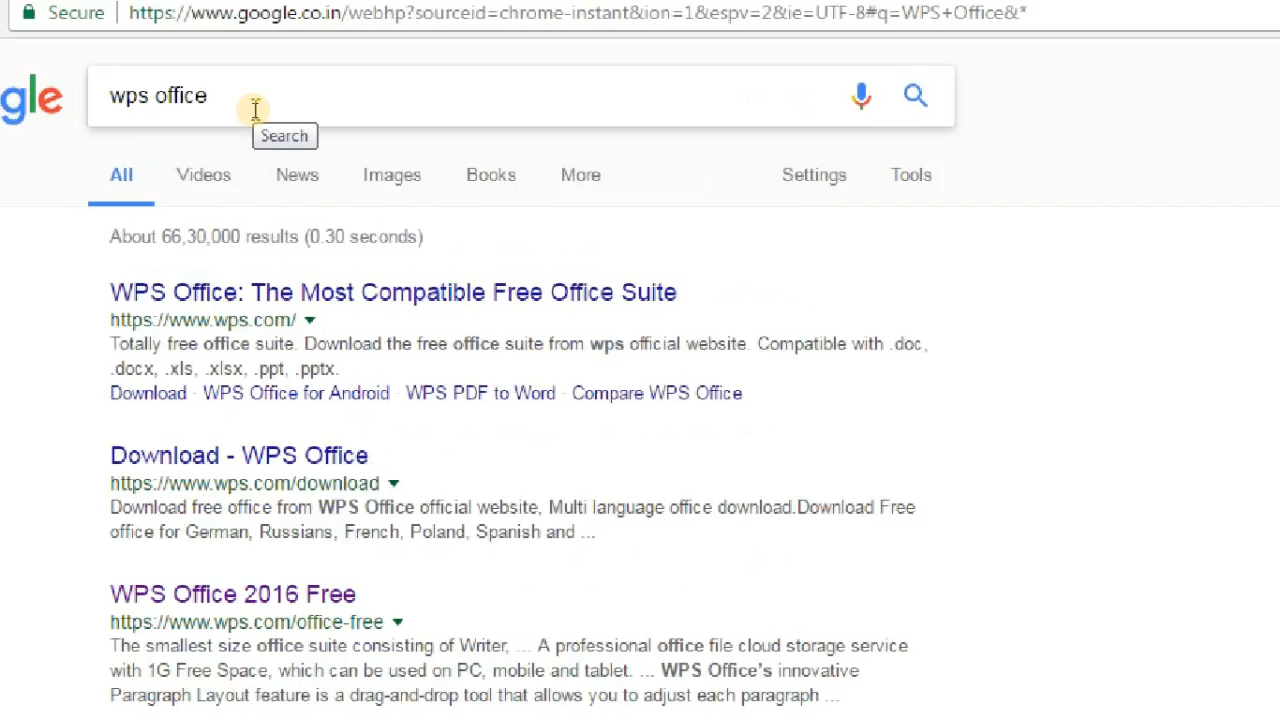 Secure https://www.google.co.in/webhp?sourceid=chrome-instant&ion=1&espv=2&ie=UTF-8#q=WPS+Office&*
gle wps office
Search
All Videos News Images Books More Settings Tools
About 66,30,000 results (0.30 seconds)
WPS Office: The Most Compatible Free Office Suite
https://www.wps.com/
Totally free office suite. Download the free office suite from wps official website. Compatible with .doc,
.docx, .xls, .xlsx, .ppt, .pptx.
Download · WPS Office for Android · WPS PDF to Word · Compare WPS Office
Download - WPS Office
https://www.wps.com/download
Download free office from WPS Office official website, Multi language office download.Download Free
office for German, Russians, French, Poland, Spanish and ...
WPS Office 2016 Free
https://www.wps.com/office-free
The smallest size office suite consisting of Writer, ... A professional office file cloud storage service
with 1G Free Space, which can be used on PC, mobile and tablet. ... WPS Office's innovative
Paragraph Layout feature is a drag-and-drop tool that allows you to adjust each paragraph ...